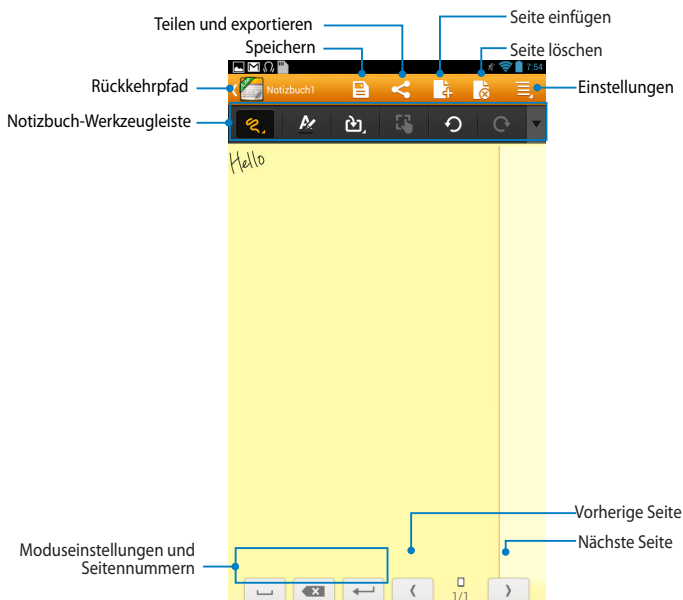 Teilen und exportieren
Seite einfügen
Speichern
Seite löschen
7:54
Rückkehrpfad
Notizbuch1
Einstellungen
Notizbuch-Werkzeugleiste
Hello
Vorherige Seite
Nächste Seite
Moduseinstellungen und
Seitennummern
1/1